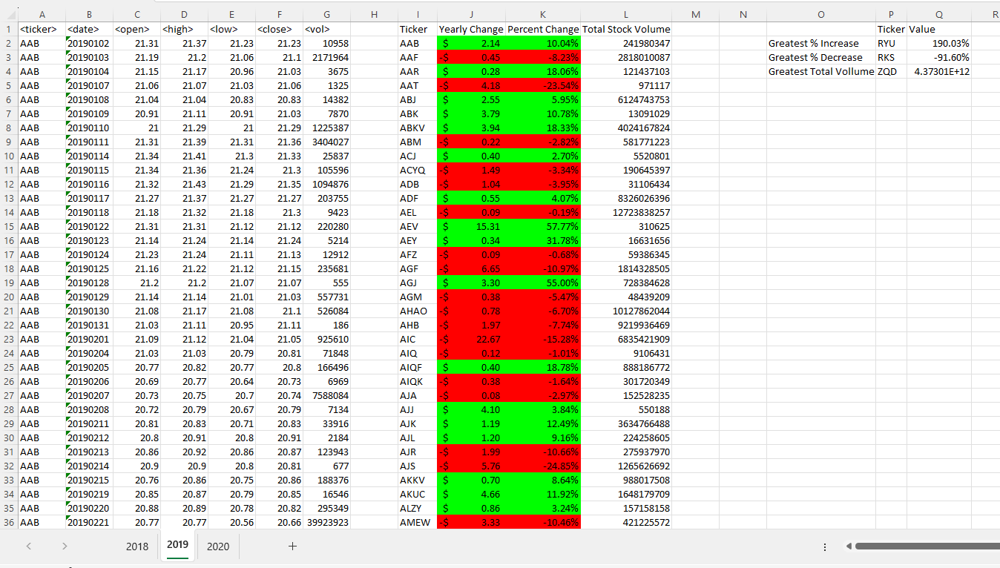 A B C D E F G H I J K L M N O P Q R
1 <ticker> <date> <open> <high> <low> <close> <vol> Ticker Yearly Change Percent Change Total Stock Volume Ticker Value
2 AAB 20190102 21.31 21.37 21.23 21.23 10958 AAB $ 2.14 10.04% 241980347 Greatest % Increase RYU 190.03%
3 AAB 20190103 21.19 21.2 21.06 21.1 2171964 AAF -$ 0.45 -8.23% 2818010087 Greatest % Decrease RKS -91.60%
4 AAB 20190104 21.15 21.17 20.96 21.03 3675 AAR $ 0.28 18.06% 121437103 Greatest Total Vollume ZQD 4.37301E+12
5 AAB 20190107 21.06 21.07 21.03 21.06 1325 AAT -$ 4.18 -23.54% 971117
6 AAB 20190108 21.04 21.04 20.83 20.83 14382 ABJ $ 2.55 5.95% 6124743753
7 AAB 20190109 20.91 21.11 20.91 21.03 7870 ABK $ 3.79 10.78% 13091029
8 AAB 20190110 21 21.29 21 21.29 1225387 ABKV $ 3.94 18.33% 4024167824
9 AAB 20190111 21.31 21.39 21.31 21.36 3404027 ABM -$ 0.22 -2.82% 581771223
10 AAB 20190114 21.34 21.41 21.3 21.33 25837 ACJ $ 0.40 2.70% 5520801
11 AAB 20190115 21.34 21.36 21.24 21.3 105596 ACYQ -$ 1.49 -3.34% 190645397
12 AAB 20190116 21.32 21.43 21.29 21.35 1094876 ADB -$ 1.04 -3.95% 31106434
13 AAB 20190117 21.27 21.37 21.27 21.27 203755 ADF $ 0.55 4.07% 8326026396
14 AAB 20190118 21.18 21.32 21.18 21.3 9423 AEL -$ 0.09 -0.19% 12723838257
15 AAB 20190122 21.31 21.31 21.12 21.12 220280 AEV $ 15.31 57.77% 310625
16 AAB 20190123 21.14 21.24 21.14 21.24 5214 AEY $ 0.34 31.78% 16631656
17 AAB 20190124 21.23 21.24 21.11 21.13 12912 AFZ -$ 0.09 -0.68% 59386345
18 AAB 20190125 21.16 21.22 21.12 21.15 235681 AGF -$ 6.65 -10.97% 1814328505
19 AAB 20190128 21.2 21.2 21.07 21.07 555 AGJ $ 3.30 55.00% 728384628
20 AAB 20190129 21.14 21.14 21.01 21.03 557731 AGM -$ 0.38 -5.47% 48439209
21 AAB 20190130 21.08 21.17 21.08 21.1 526084 AHAO -$ 0.78 -6.70% 10127862044
22 AAB 20190131 21.03 21.11 20.95 21.11 186 AHB -$ 1.97 -7.74% 9219936469
23 AAB 20190201 21.09 21.12 21.04 21.05 925610 AIC -$ 22.67 -15.28% 6835421909
24 AAB 20190204 21.03 21.03 20.79 20.81 71848 AIQ -$ 0.12 -1.01% 9106431
25 AAB 20190205 20.77 20.82 20.77 20.8 166496 AIQF $ 0.40 18.78% 888186772
26 AAB 20190206 20.69 20.77 20.64 20.73 6969 AIQK -$ 0.38 -1.64% 301720349
27 AAB 20190207 20.73 20.75 20.7 20.74 7588084 AJA -$ 0.08 -2.97% 152528235
28 AAB 20190208 20.72 20.79 20.67 20.79 7134 AJJ $ 4.10 3.84% 550188
29 AAB 20190211 20.81 20.83 20.71 20.83 33916 AJK $ 1.19 12.49% 3634766488
30 AAB 20190212 20.8 20.91 20.8 20.91 2184 AJL $ 1.20 9.16% 224258605
31 AAB 20190213 20.86 20.92 20.86 20.87 123943 AJR -$ 1.99 -10.66% 275937970
32 AAB 20190214 20.9 20.9 20.8 20.81 677 AJS -$ 5.76 -24.85% 1265626692
33 AAB 20190215 20.76 20.86 20.75 20.86 188376 AKKV $ 0.70 8.64% 988017508
34 AAB 20190219 20.85 20.87 20.79 20.85 16546 AKUC $ 4.66 11.92% 1648179709
35 AAB 20190220 20.88 20.89 20.78 20.82 295349 ALZY $ 0.86 3.24% 157158158
36 AAB 20190221 20.77 20.77 20.56 20.66 39923923 AMEW -$ 3.33 -10.46% 421225572
2018 2019 2020